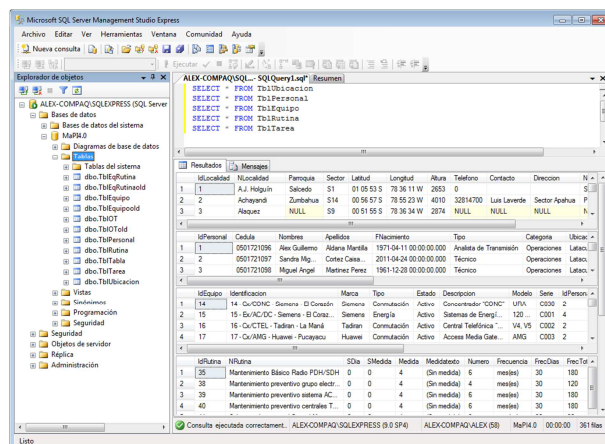 Microsoft SQL Server Management Studio Express
Archivo Editar Ver Herramientas Ventana Comunidad Ayuda
Nueva consulta
Ejecutar
Explorador de objetos
ALEX-COMPAQ\SQLEXPRESS (SQL Server
Bases de datos
Bases de datos del sistema
MaPI4.0
Diagramas de base de datos
Tablas
Tablas del sistema
dbo.TblEqRutina
dbo.TblEqRutinaold
dbo.TblEquipo
dbo.TblEquipoold
dbo.TblOT
dbo.TblOTold
dbo.TblPersonal
dbo.TblRutina
dbo.TblTabla
dbo.TblTarea
dbo.TblUbicacion
Vistas
Sinónimos
Programación
Seguridad
Seguridad
Objetos de servidor
Réplica
Administración
ALEX-COMPAQ\SQL...- SQLQuery1.sql* Resumen
SELECT * FROM TblUbicacion
SELECT * FROM TblPersonal
SELECT * FROM TblEquipo
SELECT * FROM TblRutina
SELECT * FROM TblTarea
Resultados Mensajes
IdLocalidad NLocalidad Parroquia Sector Latitud Longitud Altura Telefono Contacto Direccion N
1 1 A.J. Holguín Salcedo S1 01 05 53 S 78 36 11 W 2653 0 S
2 2 Achayandi Zumbahua S14 00 56 57 S 78 55 23 W 4010 32814700 Luis Laverde Sector Apahua P
3 3 Alaquez NULL S9 00 51 55 S 78 36 34 W 2874 NULL NULL NULL N
IdPersonal Cedula Nombres Apellidos FNacimiento Tipo Categoria Ubicac
1 1 0501721096 Alex Guillermo Aldana Mantilla 1971-04-11 00:00:00.000 Analista de Transmisión Operaciones Latacu
2 2 0501721097 Sandra Mig... Cortez Caisa... 2011-04-24 00:00:00.000 Técnico Operaciones Latacu
3 3 0501721098 Miguel Angel Martinez Perez 1961-12-28 00:00:00.000 Técnico Operaciones Latacu
IdEquipo Identificacion Marca Tipo Estado Descripcion Modelo Serie IdPersona
1 14 14 - Cx/CONC - Siemens - El Corazón Siemens Conmutación Activo Concentrador "CONC" C030 2
2 15 15 - Ex/AC/DC - Siemens - El Coraz... Siemens Energía Activo Sistemas de Energí... 120 ... C001 4
3 16 16 - Cx/CTEL - Tadiran - La Maná Tadiran Conmutación Activo Central Telefónica "... V4, V5 C002 2
4 17 17 - Cx/AMG - Huawei - Pucayacu Huawei Conmutación Activo Access Media Gate... AMG C003 2
IdRutina NRutina SDia SMedida Medida Meddatexto Numero Frecuencia FrecDias FrecTot
1 35 Mantenimiento Básico Radio PDH/SDH 0 0 4 (Sin medida) 6 mes(es) 30 180
2 38 Mantenimiento preventivo grupo electr... 0 0 4 (Sin medida) 4 mes(es) 30 120
3 39 Mantenimiento preventivo sistema AC... 0 0 4 (Sin medida) 6 mes(es) 30 180
4 40 Mantenimiento preventivo centrales T... 0 0 4 (Sin medida) 6 mes(es) 30 180
Consulta ejecutada correctament... ALEX-COMPAQ\SQLEXPRESS (9.0 SP4) ALEX-COMPAQ\ALEX (58) MaPI4.0 00:00:00 361 filas
Listo